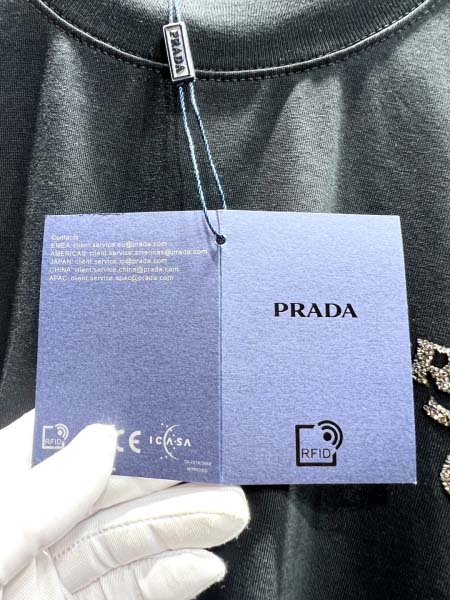 PRADA
Contacts
EMEA: client.service.eu@prada.com
AMERICAS: client.service.americas@prada.com
JAPAN: client.service.jp@prada.com
CHINA: client.service.china@prada.com
APAC: client.service.apac@prada.com
PRADA
RFID
CE
ICASA
APPROVED
RFID